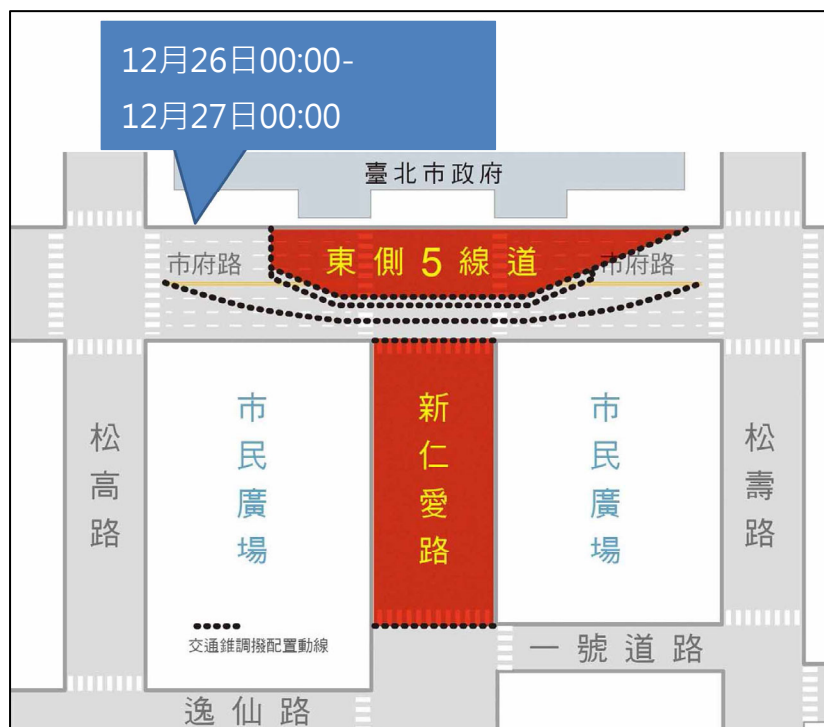 12月26日00:00-
12月27日00:00
臺北市政府
市府路
東側5線道
市府路
松高路
市民廣場
新仁愛路
市民廣場
松壽路
交通錐調撥配置動線
一號道路
逸仙路